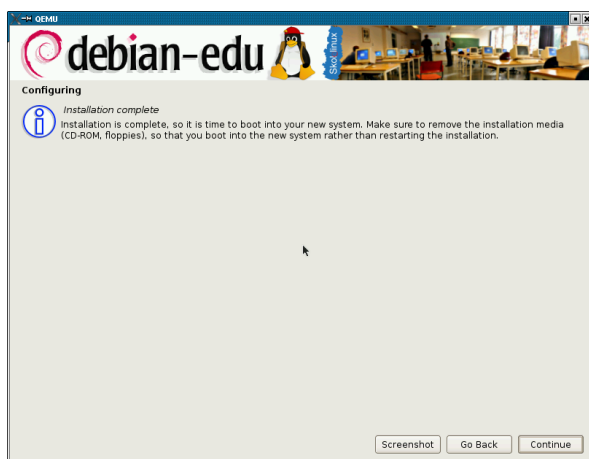 QEMU
debian-edu
Skolelinux
Configuring
Installation complete
Installation is complete, so it is time to boot into your new system. Make sure to remove the installation media
(CD-ROM, floppies), so that you boot into the new system rather than restarting the installation.
Screenshot
Go Back
Continue